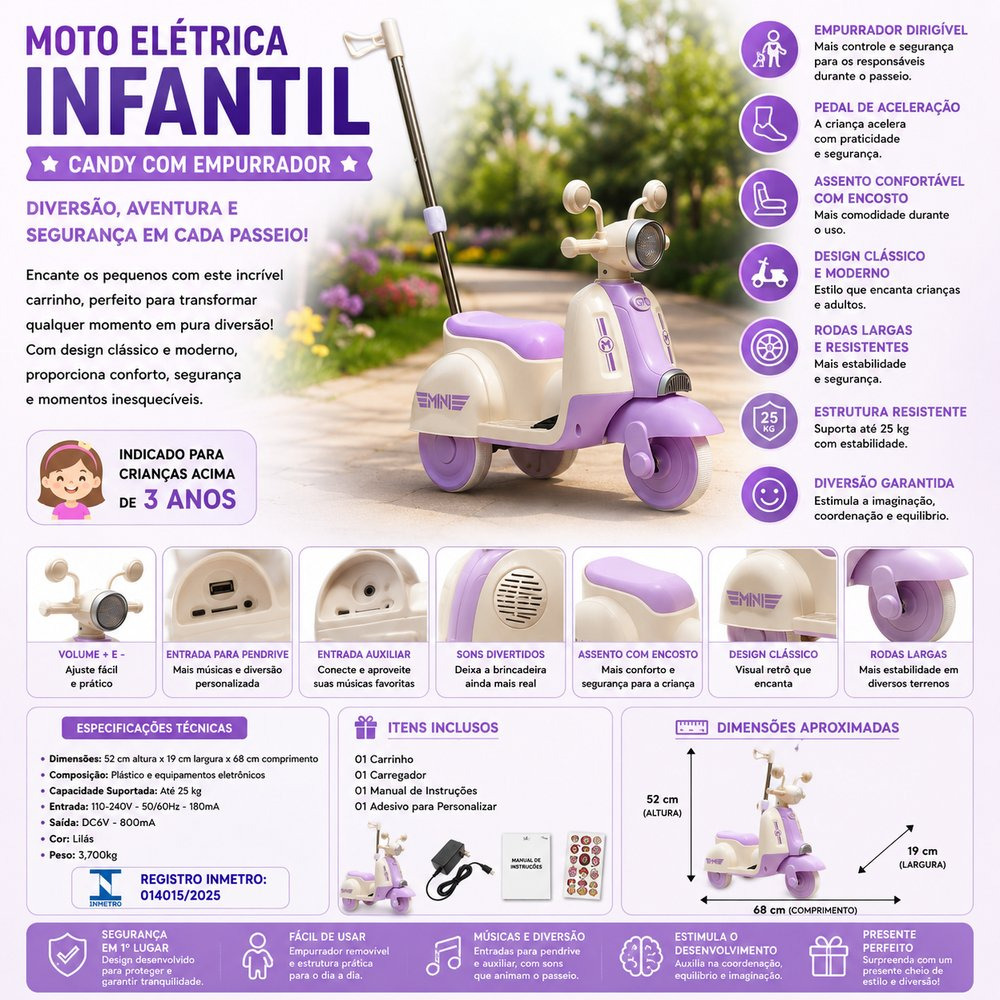 MOTO ELÉTRICA
INFANTIL
CANDY COM EMPURRADOR
DIVERSÃO, AVENTURA E
SEGURANÇA EM CADA PASSEIO!
Encante os pequenos com este incrível
carrinho, perfeito para transformar
qualquer momento em pura diversão!
Com design clássico e moderno,
proporciona conforto, segurança
e momentos inesquecíveis.
INDICADO PARA
CRIANÇAS ACIMA
DE 3 ANOS
MINI
M
EMPURRADOR DIRIGÍVEL
Mais controle e segurança
para os responsáveis
durante o passeio.
PEDAL DE ACELERAÇÃO
A criança acelera
com praticidade
e segurança.
ASSENTO CONFORTÁVEL
COM ENCOSTO
Mais comodidade durante
o uso.
DESIGN CLÁSSICO
E MODERNO
Estilo que encanta crianças
e adultos.
RODAS LARGAS
E RESISTENTES
Mais estabilidade
e segurança.
25
KG
ESTRUTURA RESISTENTE
Suporta até 25 kg
com estabilidade.
DIVERSÃO GARANTIDA
Estimula a imaginação,
coordenação e equilibrio.
VOLUME + E -
Ajuste fácil
e prático
ENTRADA PARA PENDRIVE
Mais músicas e diversão
personalizada
ENTRADA AUXILIAR
Conecte e aproveite
suas músicas favoritas
SONS DIVERTIDOS
Deixa a brincadeira
ainda mais real
ASSENTO COM ENCOSTO
Mais conforto e
segurança para a criança
MINI
DESIGN CLÁSSICO
Visual retrô que
encanta
RODAS LARGAS
Mais estabilidade em
diversos terrenos
ESPECIFICAÇÕES TÉCNICAS
• Dimensões: 52 cm altura x 19 cm largura x 68 cm comprimento
• Composição: Plástico e equipamentos eletrônicos
• Capacidade Suportada: Até 25 kg
• Entrada: 110-240V - 50/60Hz - 180mA
• Saída: DC6V - 800mA
• Cor: Lilás
• Peso: 3,700kg
INMETRO
REGISTRO INMETRO:
014015/2025
ITENS INCLUSOS
01 Carrinho
01 Carregador
01 Manual de Instruções
01 Adesivo para Personalizar
MINI
MANUAL DE
INSTRUÇÕES
DIMENSÕES APROXIMADAS
52 cm
(ALTURA)
MINI
19 cm
(LARGURA)
68 cm (COMPRIMENTO)
SEGURANÇA
EM 1º LUGAR
Design desenvolvido
para proteger e
garantir tranquilidade.
FÁCIL DE USAR
Empurrador removível
e estrutura prática
para o dia a dia.
MÚSICAS E DIVERSÃO
Entradas para pendrive
e auxiliar, com sons
que animam o passeio.
ESTIMULA O
DESENVOLVIMENTO
Auxilia na coordenação,
equilibrio e imaginação.
PRESENTE
PERFEITO
Surpreenda com um
presente cheio de
estilo e diversão!